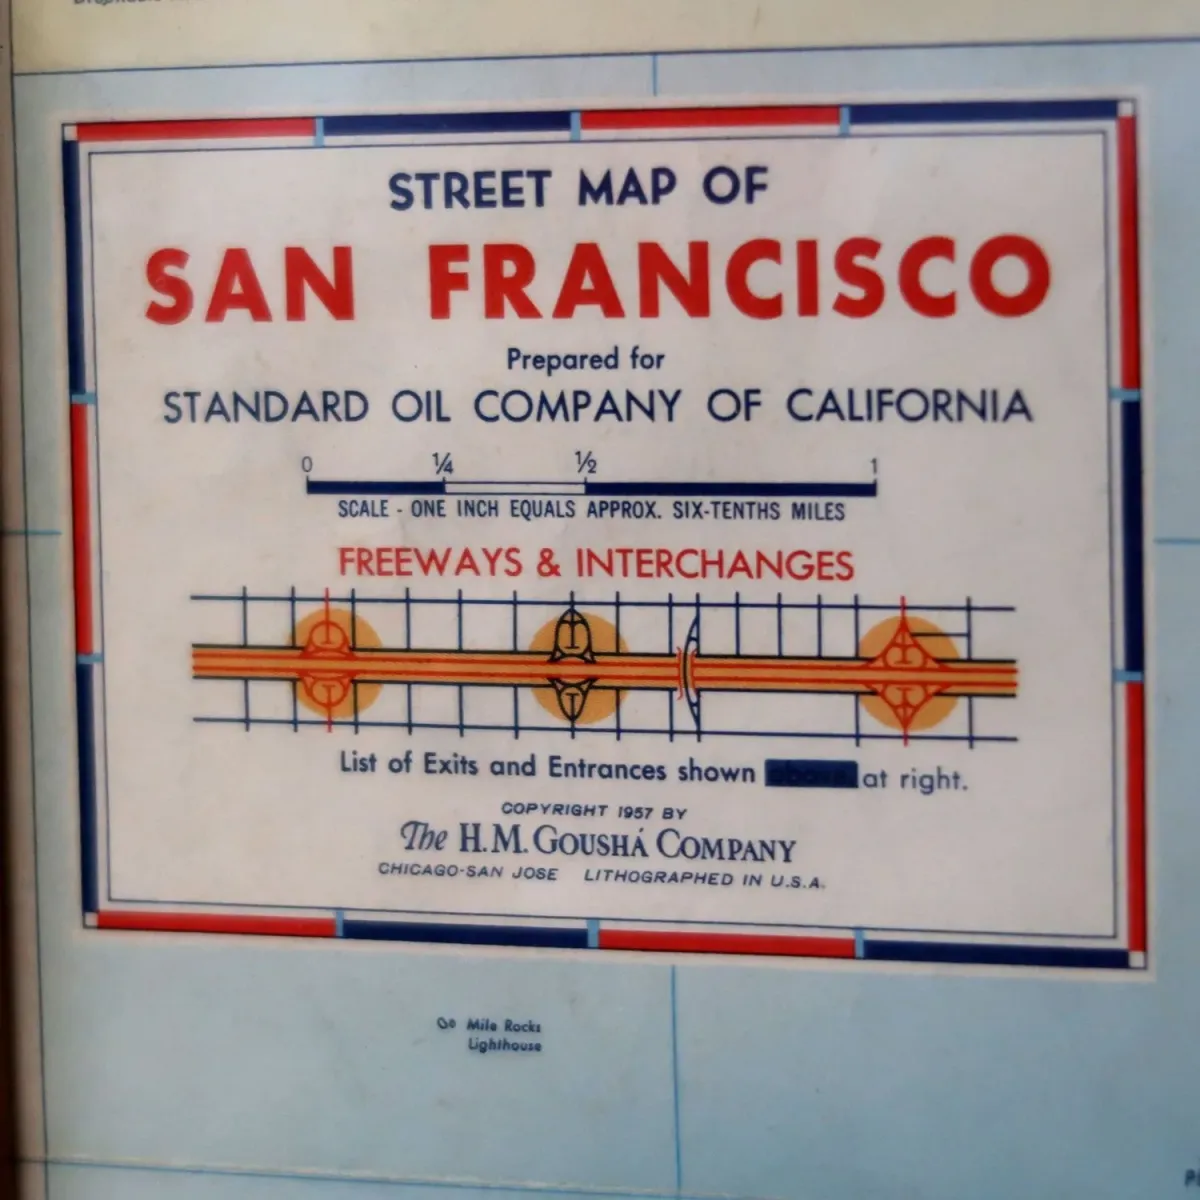 STREET MAP OF
SAN FRANCISCO
Prepared for
STANDARD OIL COMPANY OF CALIFORNIA
0 ¼ ½ 1
SCALE - ONE INCH EQUALS APPROX. SIX-TENTHS MILES
FREEWAYS & INTERCHANGES
List of Exits and Entrances shown at right.
COPYRIGHT 1957 BY
The H.M. GOUSHÁ COMPANY
CHICAGO-SAN JOSE LITHOGRAPHED IN U.S.A.
Mile Rocks
Lighthouse